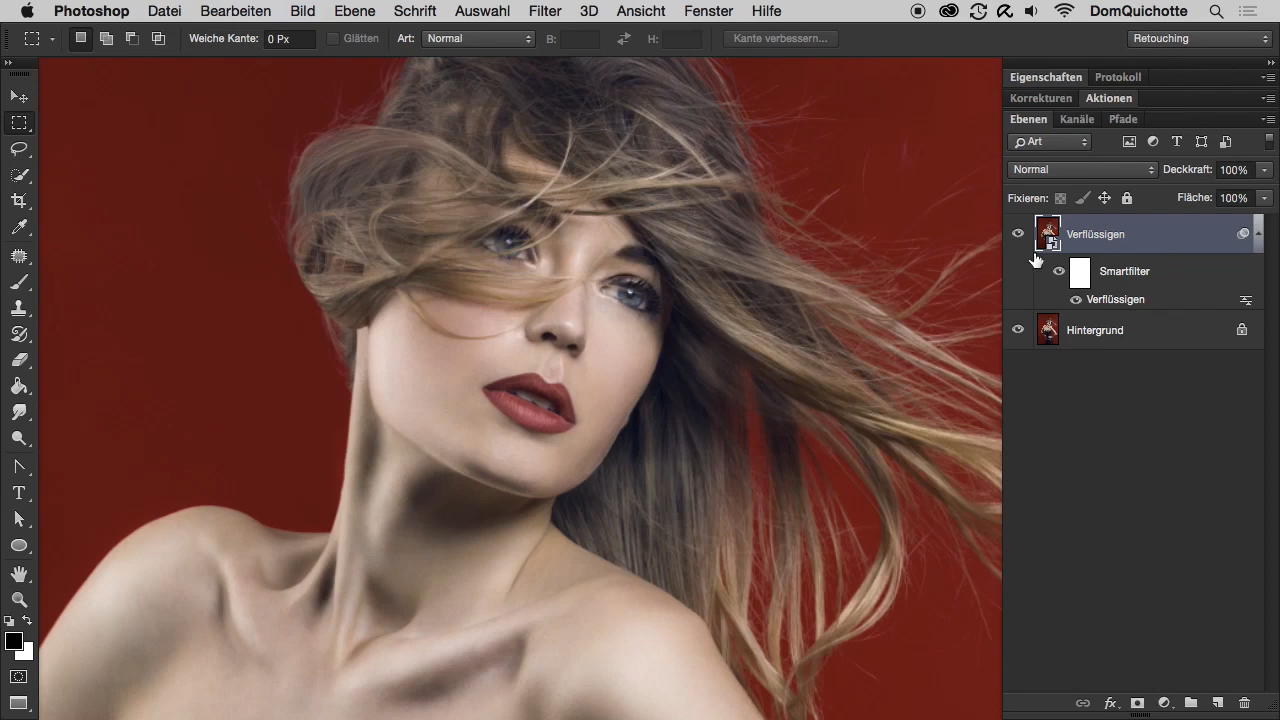 Photoshop Datei Bearbeiten Bild Ebene Schrift Auswahl Filter 3D Ansicht Fenster Hilfe DomQuichotte
Weiche Kante: 0 Px Glätten Art: Normal B: H: Kante verbessern... Retouching
Eigenschaften Protokoll
Korrekturen Aktionen
Ebenen Kanäle Pfade
Art
Normal Deckkraft: 100%
Fixieren: Fläche: 100%
Verflüssigen
Smartfilter
Verflüssigen
Hintergrund